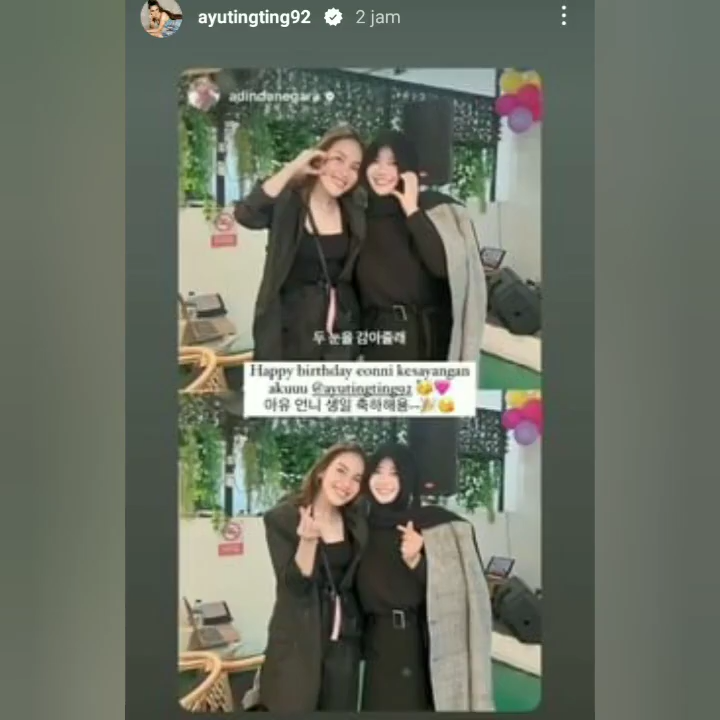 ayutingting92 2 jam
adindanegara
두 눈을 감아줄래
Happy birthday eonni kesayangan
akuuu @ayutingting92 🥳💖
아유 언니 생일 축하해용~~🎉🥳